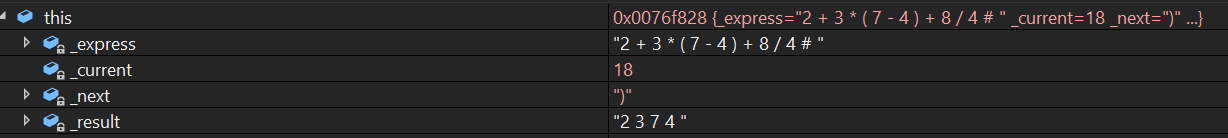 this 0x0076f828 {_express="2 + 3 * ( 7 - 4 ) + 8 / 4 # " _current=18 _next=")" ...}
_express "2 + 3 * ( 7 - 4 ) + 8 / 4 # "
_current 18
_next ")"
_result "2 3 7 4 "